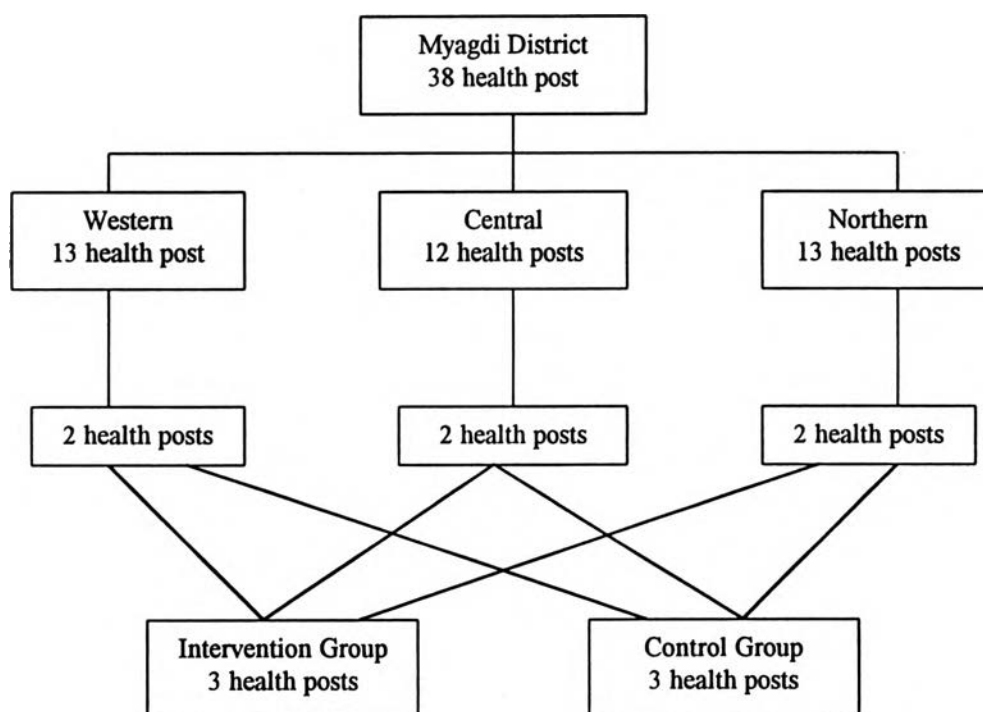 Myagdi District
38 health post
Western
13 health post
Central
12 health posts
Northern
13 health posts
2 health posts
2 health posts
2 health posts
Intervention Group
3 health posts
Control Group
3 health posts